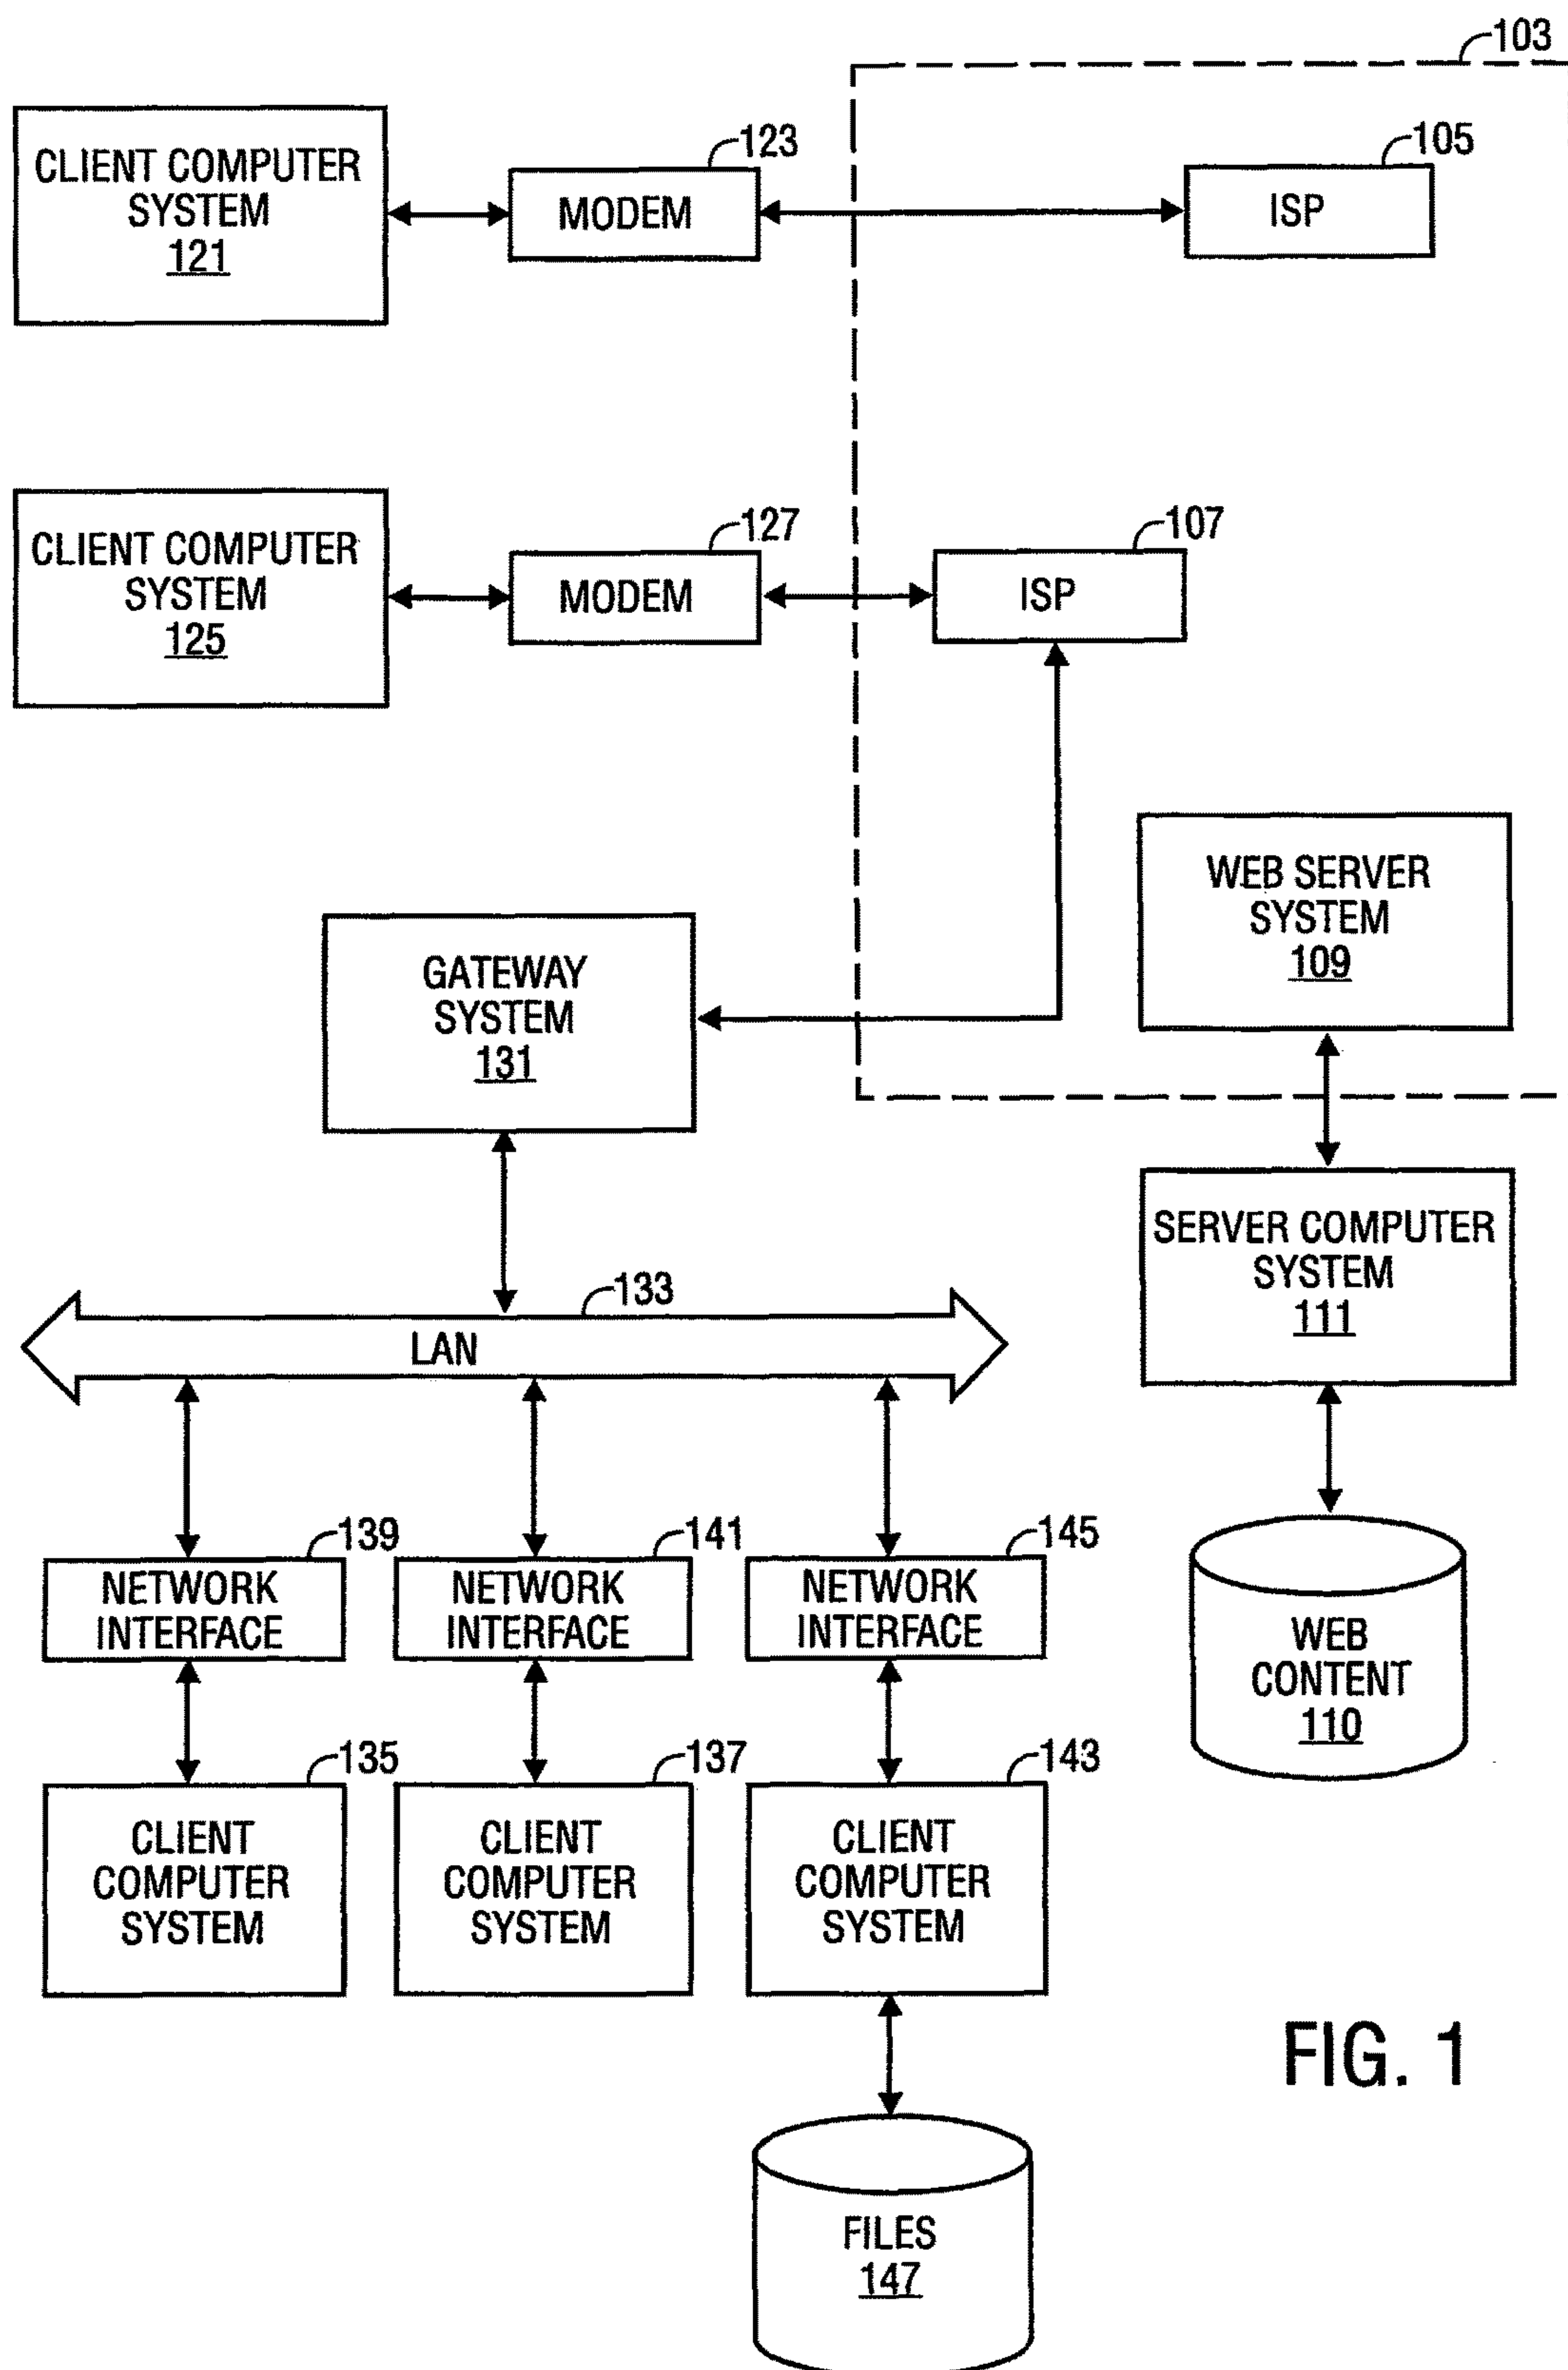 103
CLIENT COMPUTER
SYSTEM
121
123
MODEM
105
ISP
CLIENT COMPUTER
SYSTEM
125
127
MODEM
107
ISP
WEB SERVER
SYSTEM
109
GATEWAY
SYSTEM
131
SERVER COMPUTER
SYSTEM
111
133
LAN
139
NETWORK
INTERFACE
141
NETWORK
INTERFACE
145
NETWORK
INTERFACE
WEB
CONTENT
110
135
CLIENT
COMPUTER
SYSTEM
137
CLIENT
COMPUTER
SYSTEM
143
CLIENT
COMPUTER
SYSTEM
FIG. 1
FILES
147